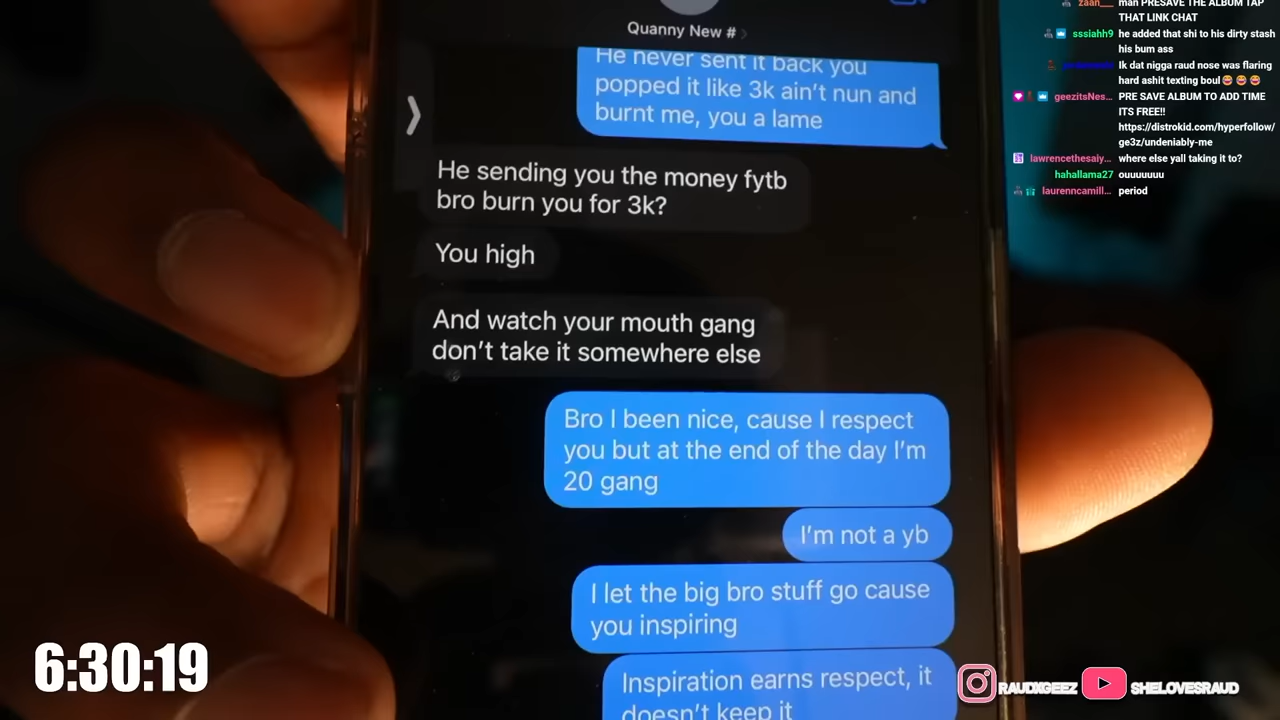 Quanny New #
He never sent it back you
popped it like 3k ain't nun and
burnt me, you a lame
He sending you the money fytb
bro burn you for 3k?
You high
And watch your mouth gang
don't take it somewhere else
Bro I been nice, cause I respect
you but at the end of the day I'm
20 gang
I'm not a yb
I let the big bro stuff go cause
you inspiring
Inspiration earns respect, it
doesn't keep it
zaan___ man PRESAVE THE ALBUM TAP
THAT LINK CHAT
sssiahh9 he added that shi to his dirty stash
his bum ass
Ik dat nigga raud nose was flaring
hard ashit texting boul😂😂😂
geezitsNes... PRE SAVE ALBUM TO ADD TIME
ITS FREE!!
https://distrokid.com/hyperfollow/
ge3z/undeniably-me
lawrencethesaiy... where else yall taking it to?
hahallama27 ouuuuuuu
laurenncamill... period
6:30:19
RAUDXGEEZ
SHELOVESRAUD